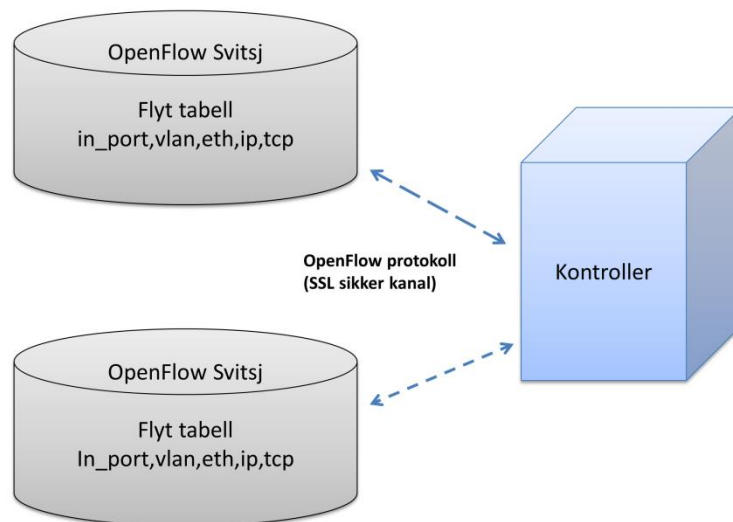 OpenFlow Svitsj
Flyt tabell
in_port,vlan,eth,ip,tcp
OpenFlow protokoll
(SSL sikker kanal)
Kontroller
OpenFlow Svitsj
Flyt tabell
In_port,vlan,eth,ip,tcp